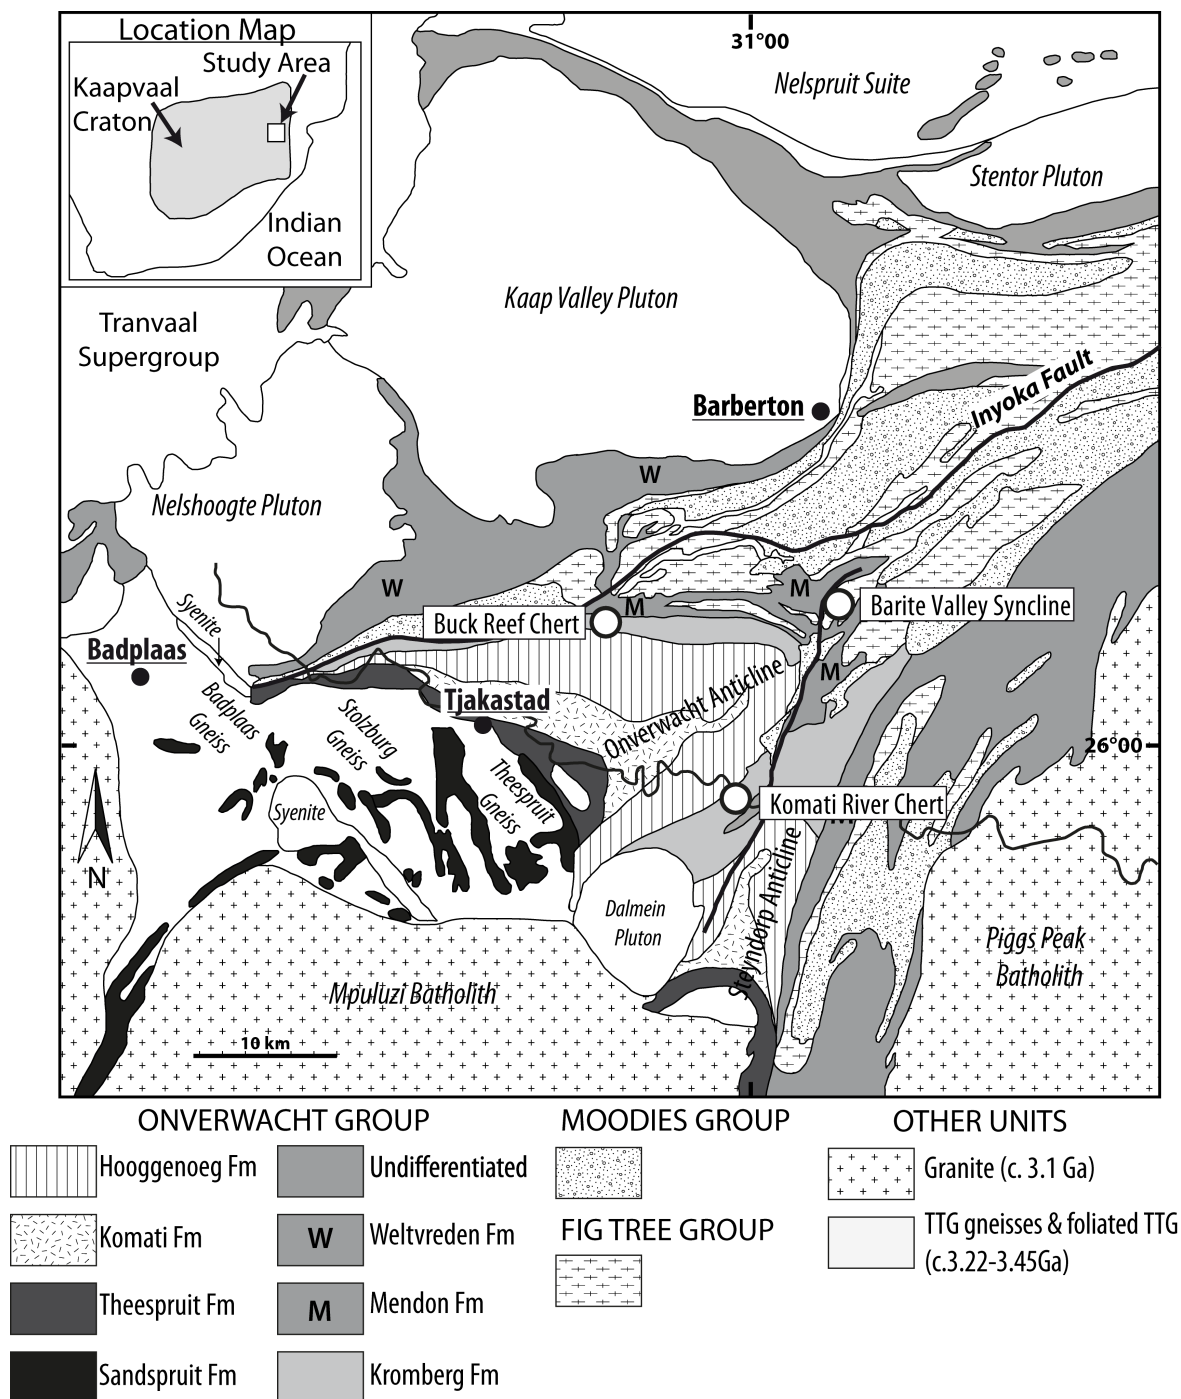 Location Map
Study Area
Kaapvaal
Craton
Indian
Ocean
31°00
Nelspruit Suite
Stentor Pluton
Kaap Valley Pluton
Tranvaal
Supergroup
Inyoka Fault
Barberton
W
Nelshoogte Pluton
W
M
M
Barite Valley Syncline
Syenite
Buck Reef Chert
Badplaas
M
Onverwacht Anticline
Badplaas
Gneiss
Tjakastad
Stolzburg
Gneiss
26°00
Theespruit
Gneiss
Komati River Chert
M
Syenite
N
Steyndorp Anticline
Dalmein
Pluton
Piggs Peak
Batholith
Mpuluzi Batholith
10 km
ONVERWACHT GROUP
MOODIES GROUP
OTHER UNITS
Hooggenoeg Fm
Undifferentiated
Granite (c. 3.1 Ga)
Komati Fm
W
Weltvreden Fm
FIG TREE GROUP
TTG gneisses & foliated TTG
(c.3.22-3.45Ga)
Theespruit Fm
M
Mendon Fm
Sandspruit Fm
Kromberg Fm